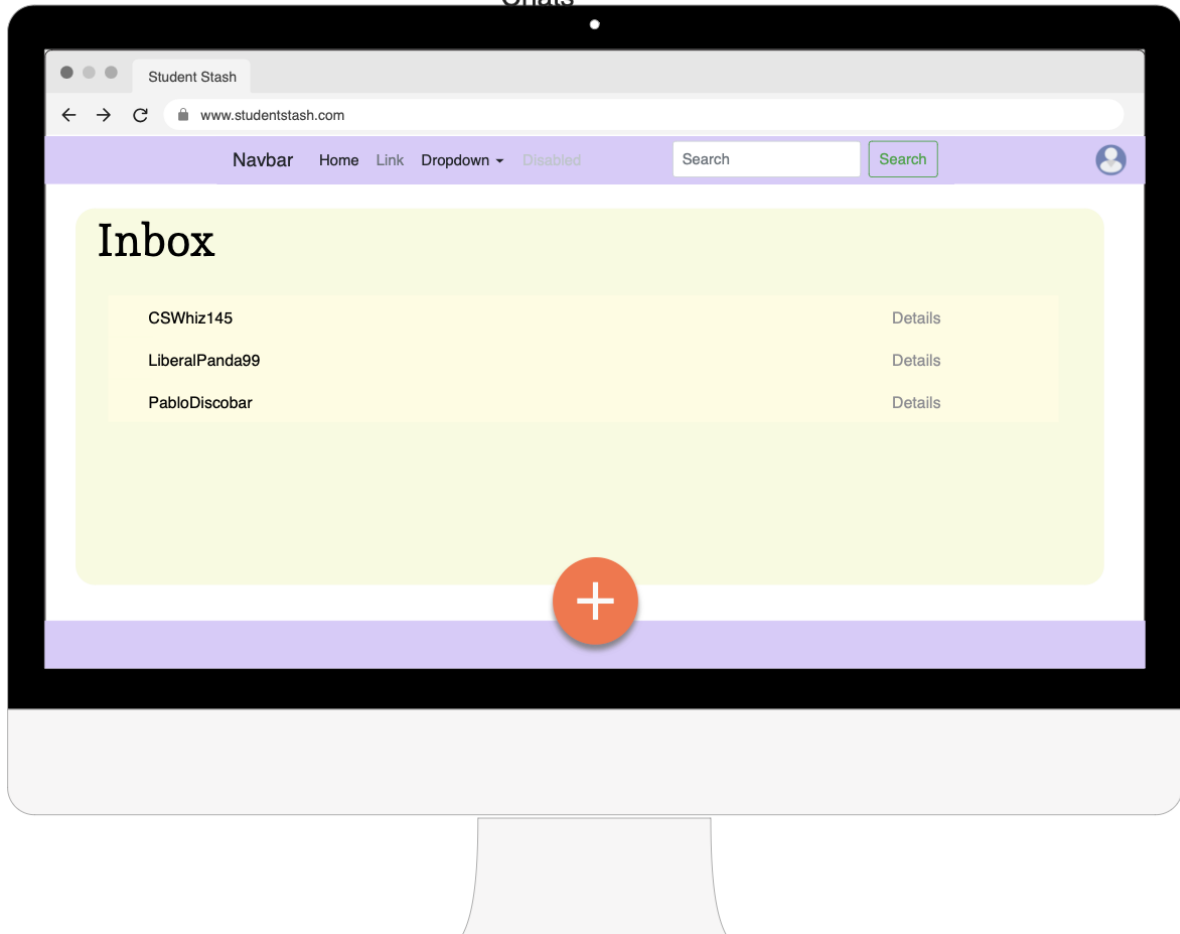 Chats
Student Stash
www.studentstash.com
Navbar Home Link Dropdown Disabled Search Search
Inbox
CSWhiz145 Details
LiberalPanda99 Details
PabloDiscobar Details